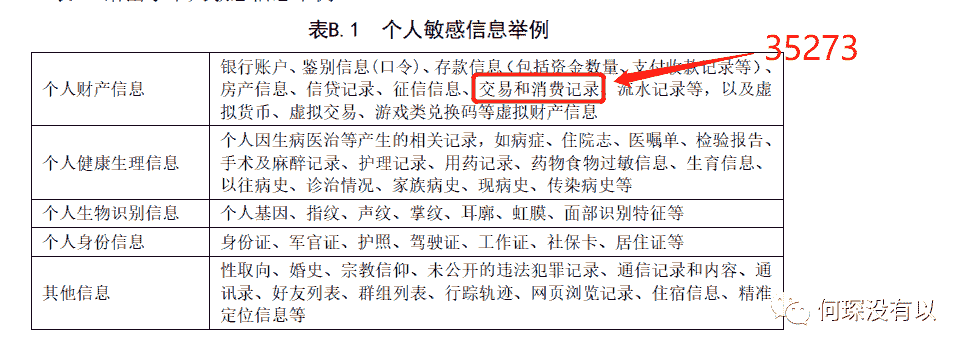 表B.1 个人敏感信息举例
35273
个人财产信息
银行账户、鉴别信息(口令)、存款信息(包括资金数量、支付收款记录等)、
房产信息、信贷记录、征信信息、交易和消费记录、流水记录等，以及虚
拟货币、虚拟交易、游戏类兑换码等虚拟财产信息
个人健康生理信息
个人因生病医治等产生的相关记录，如病症、住院志、医嘱单、检验报告、
手术及麻醉记录、护理记录、用药记录、药物食物过敏信息、生育信息、
以往病史、诊治情况、家族病史、现病史、传染病史等
个人生物识别信息
个人基因、指纹、声纹、掌纹、耳廓、虹膜、面部识别特征等
个人身份信息
身份证、军官证、护照、驾驶证、工作证、社保卡、居住证等
其他信息
性取向、婚史、宗教信仰、未公开的违法犯罪记录、通信记录和内容、通
讯录、好友列表、群组列表、行踪轨迹、网页浏览记录、住宿信息、精准
定位信息等
何琛没有以